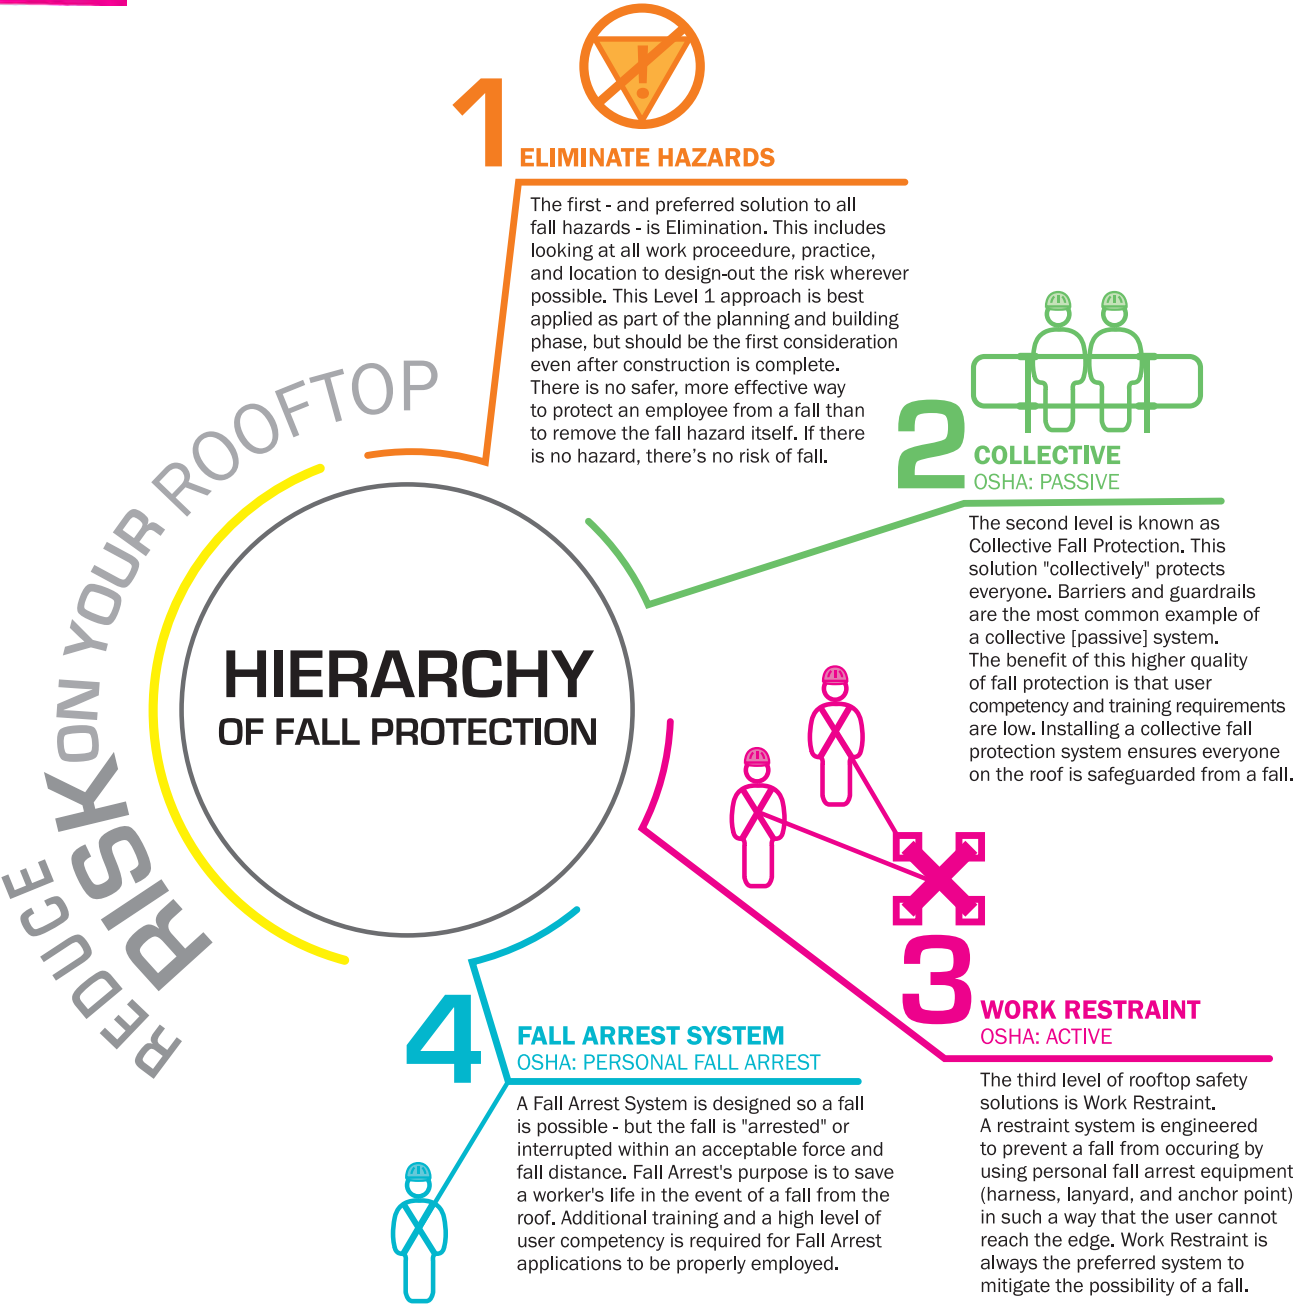 1
ELIMINATE HAZARDS
The first - and preferred solution to all
fall hazards - is Elimination. This includes
looking at all work proceedure, practice,
and location to design-out the risk wherever
possible. This Level 1 approach is best
applied as part of the planning and building
phase, but should be the first consideration
even after construction is complete.
There is no safer, more effective way
to protect an employee from a fall than
to remove the fall hazard itself. If there
is no hazard, there's no risk of fall.
REDUCE
RISK ON YOUR ROOFTOP
HIERARCHY
OF FALL PROTECTION
2
COLLECTIVE
OSHA: PASSIVE
The second level is known as
Collective Fall Protection. This
solution "collectively" protects
everyone. Barriers and guardrails
are the most common example of
a collective [passive] system.
The benefit of this higher quality
of fall protection is that user
competency and training requirements
are low. Installing a collective fall
protection system ensures everyone
on the roof is safeguarded from a fall.
3
WORK RESTRAINT
OSHA: ACTIVE
The third level of rooftop safety
solutions is Work Restraint.
A restraint system is engineered
to prevent a fall from occuring by
using personal fall arrest equipment
(harness, lanyard, and anchor point)
in such a way that the user cannot
reach the edge. Work Restraint is
always the preferred system to
mitigate the possibility of a fall.
4
FALL ARREST SYSTEM
OSHA: PERSONAL FALL ARREST
A Fall Arrest System is designed so a fall
is possible - but the fall is "arrested" or
interrupted within an acceptable force and
fall distance. Fall Arrest's purpose is to save
a worker's life in the event of a fall from the
roof. Additional training and a high level of
user competency is required for Fall Arrest
applications to be properly employed.